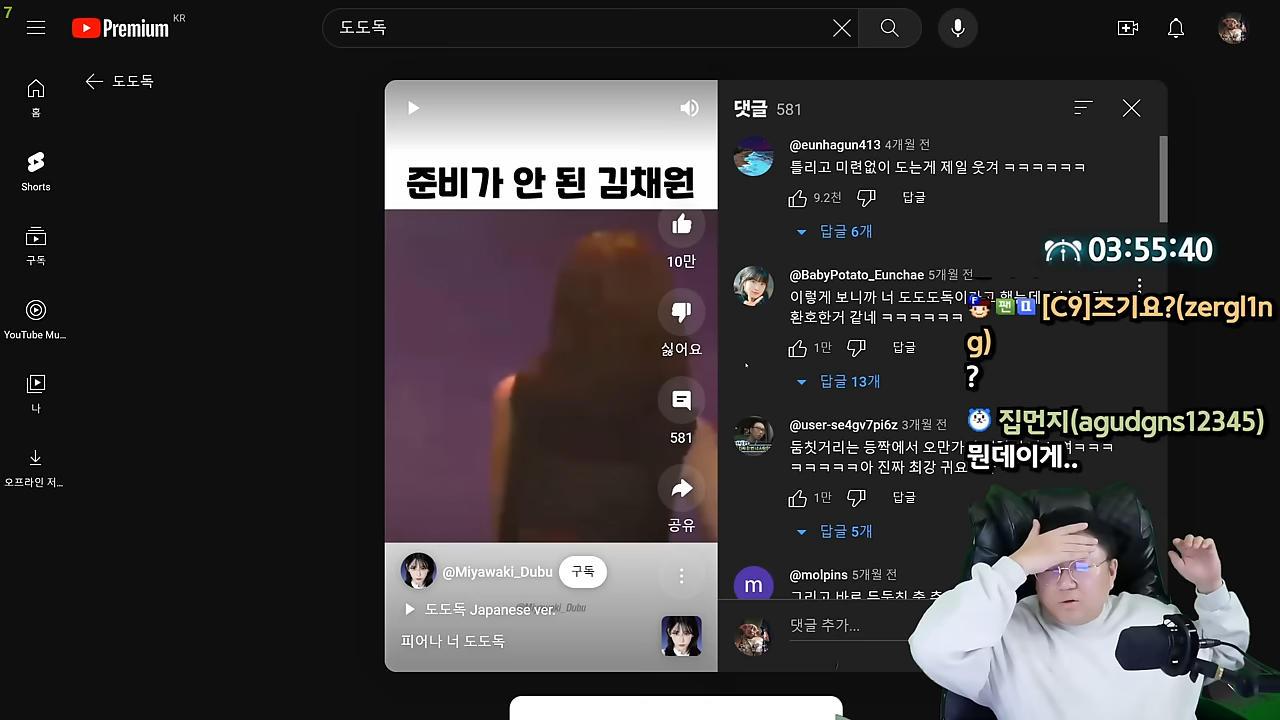 7
Premium KR
도도독
도도독
홈
Shorts
구독
YouTube Mu...
나
오프라인 저...
준비가 안 된 김채원
10만
싫어요
581
공유
@Miyawaki_Dubu 구독
도도독 Japanese ver.
피어나 너 도도독
댓글 581
@eunhagun413 4개월 전
틀리고 미련없이 도는게 제일 웃겨 ㅋㅋㅋㅋㅋㅋ
9.2천 답글
답글 6개
@BabyPotato_Eunchae 5개월 전
이렇게 보니까 너 도도도독이
환호한거 같네 ㅋㅋㅋㅋㅋㅋ
1만 답글
답글 13개
@user-se4gv7pi6z 3개월 전
둠칫거리는 등짝에서 오만가
ㅋㅋㅋㅋㅋ아 진짜 최강 귀요
1만 답글
답글 5개
@molpins 5개월 전
m
댓글 추가...
03:55:40
팬 [C9]즈기요?(zergl1n
g)
?
집먼지(agudgns12345)
뭔데이게..